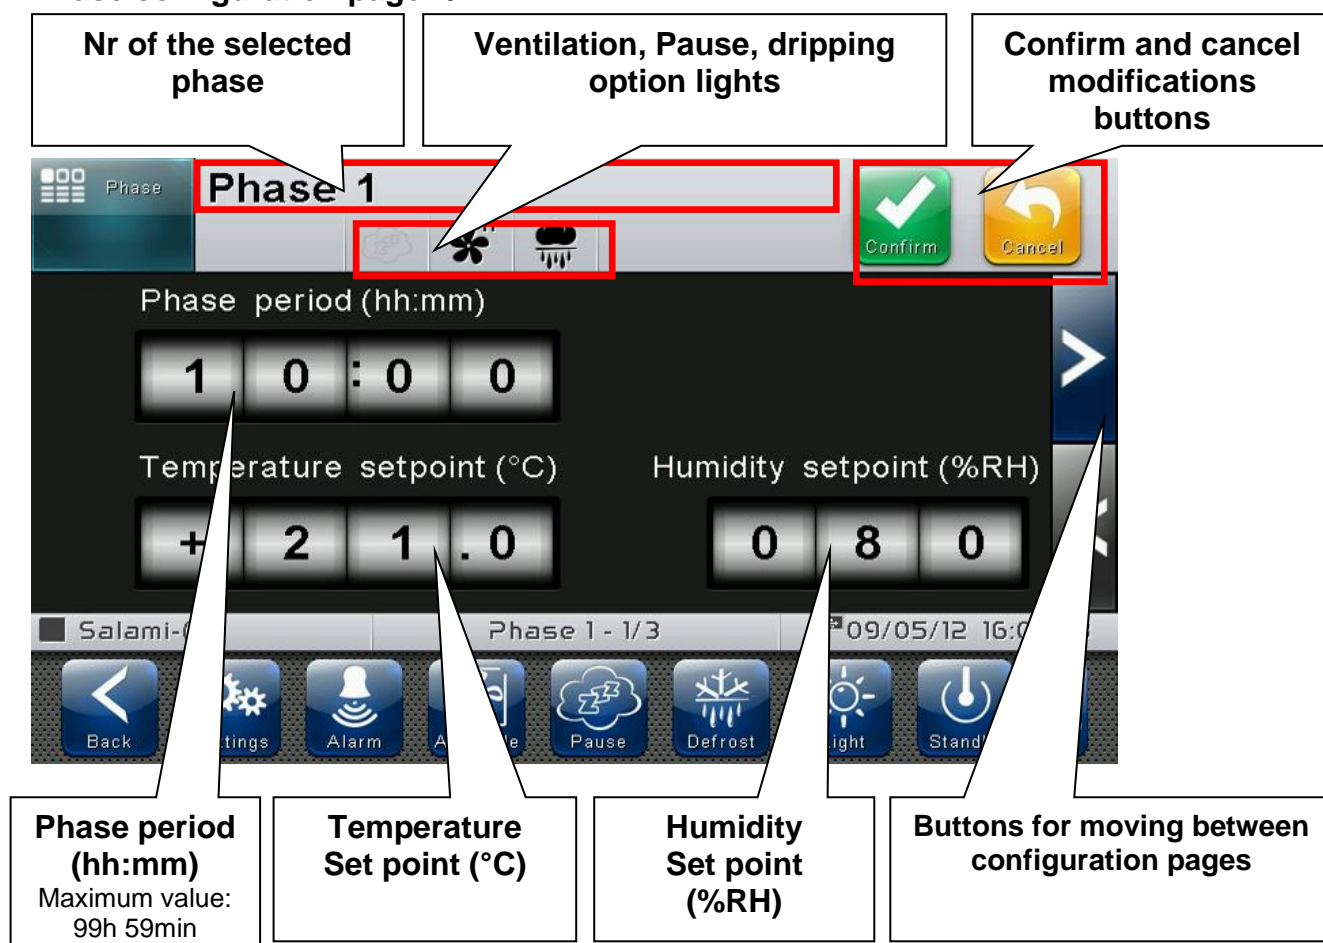 Nr of the selected
phase
Ventilation, Pause, dripping
option lights
Confirm and cancel
modifications
buttons
Phase
Phase 1
Confirm
Cancel
Phase period (hh:mm)
1 0 : 0 0
>
Temperature setpoint (°C)
Humidity setpoint (%RH)
+ 2 1 . 0
0 8 0
Phase 1 - 1/3
09/05/12
Back
Alarm
Pause
Defrost
Phase period
(hh:mm)
Maximum value:
99h 59min
Temperature
Set point (°C)
Humidity
Set point
(%RH)
Buttons for moving between
configuration pages